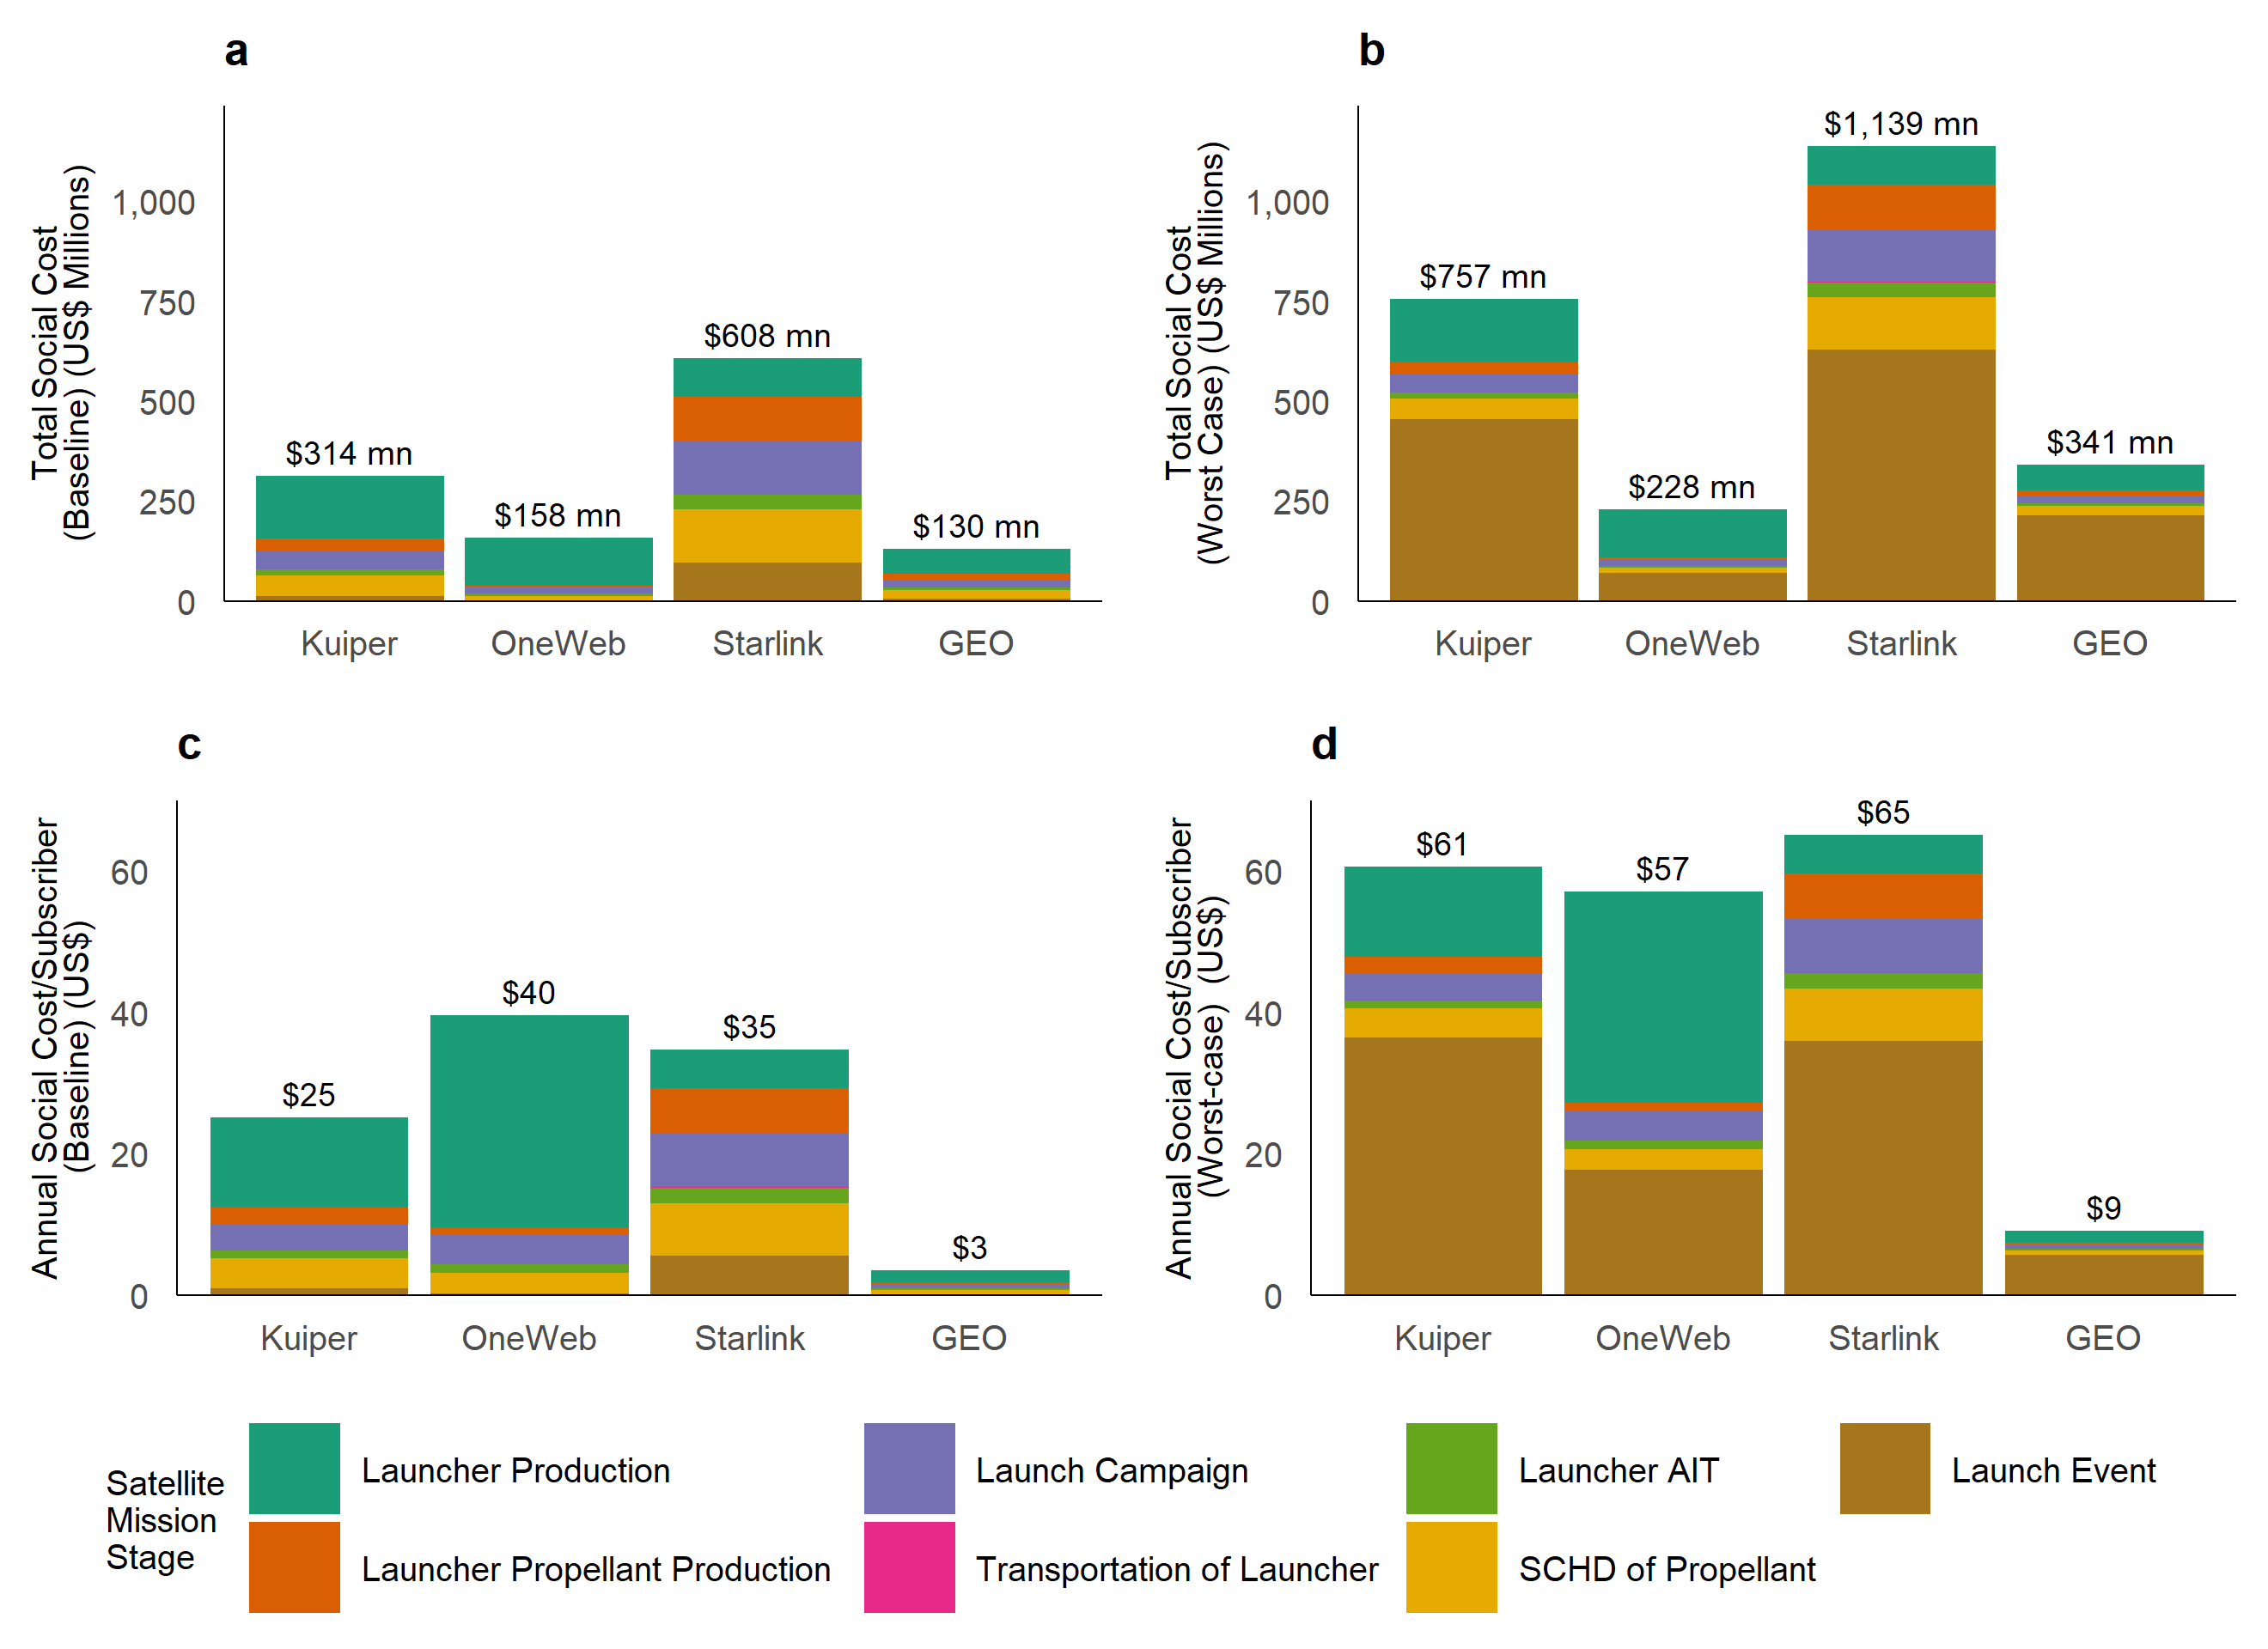 a
Total Social Cost
(Baseline) (US$ Millions)
1,000
750
500
250
0
$314 mn
$158 mn
$608 mn
$130 mn
Kuiper
OneWeb
Starlink
GEO
b
Total Social Cost
(Worst Case) (US$ Millions)
1,000
750
500
250
0
$757 mn
$228 mn
$1,139 mn
$341 mn
Kuiper
OneWeb
Starlink
GEO
c
Annual Social Cost/Subscriber
(Baseline) (US$)
60
40
20
0
$25
$40
$35
$3
Kuiper
OneWeb
Starlink
GEO
d
Annual Social Cost/Subscriber
(Worst-case) (US$)
60
40
20
0
$61
$57
$65
$9
Kuiper
OneWeb
Starlink
GEO
Satellite
Mission
Stage
Launcher Production
Launcher Propellant Production
Launch Campaign
Transportation of Launcher
Launcher AIT
SCHD of Propellant
Launch Event